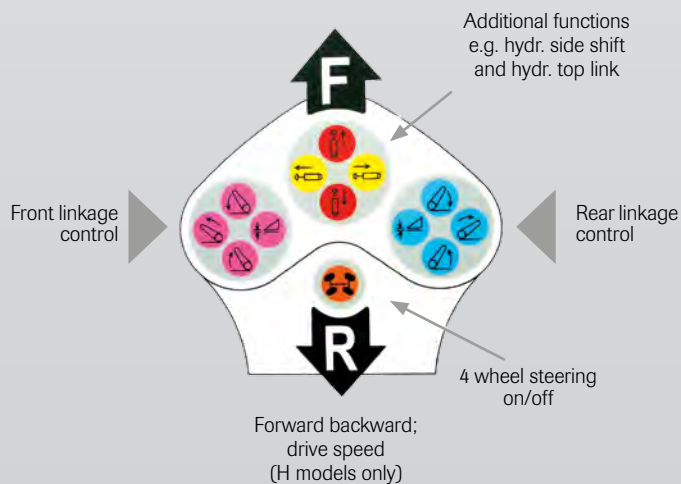 Additional functions
e.g. hydr. side shift
and hydr. top link
F
Front linkage
control
Rear linkage
control
R
4 wheel steering
on/off
Forward backward;
drive speed
(H models only)